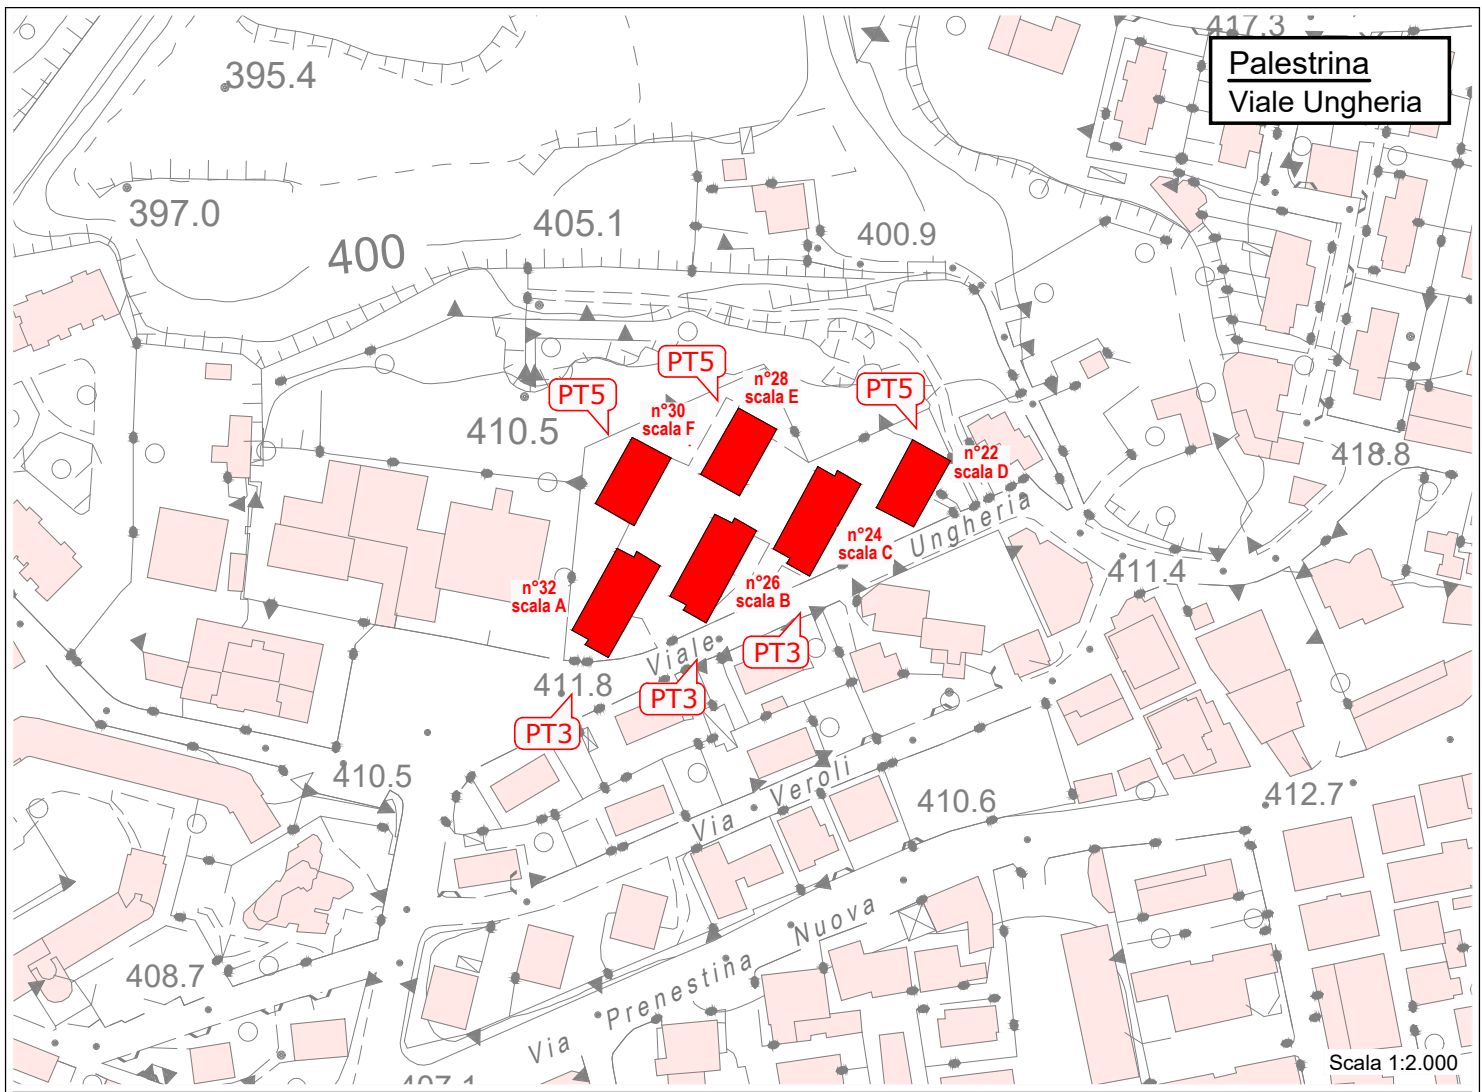 417.3
Palestrina
Viale Ungheria
395.4
397.0
405.1
400.9
400
PT5
PT5
PT5
n°28
scala E
n°30
scala F
410.5
n°22
scala D
418.8
n°24
scala C
Ungheria
411.4
n°32
scala A
n°26
scala B
Viale
PT3
411.8
PT3
PT3
410.5
Via Veroli
410.6
412.7
408.7
Via Prenestina Nuova
Scala 1:2.000
407.1